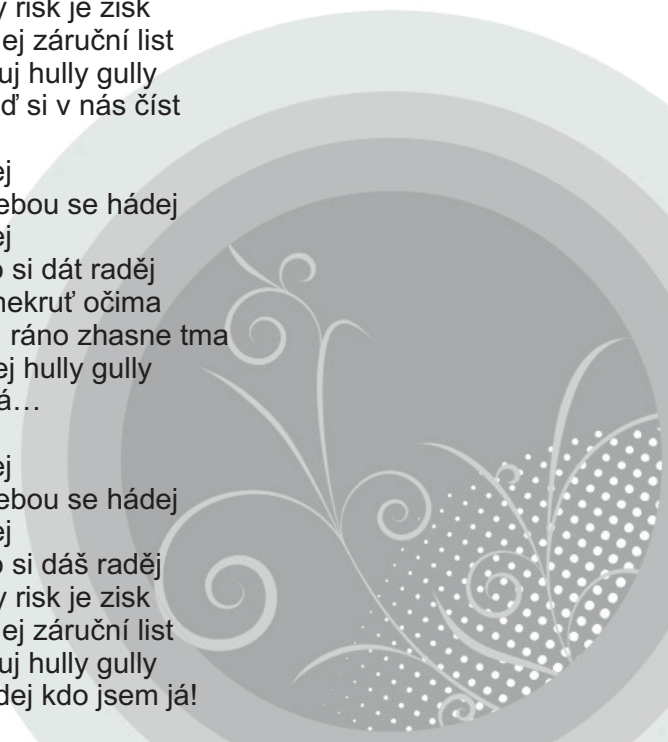 y risk je zisk
ej záruční list
uj hully gully
ď si v nás číst
ej
ebou se hádej
ej
o si dát raděj
nekruť očima
ráno zhasne tma
ej hully gully
á…
ej
ebou se hádej
ej
o si dáš raděj
y risk je zisk
ej záruční list
uj hully gully
dej kdo jsem já!